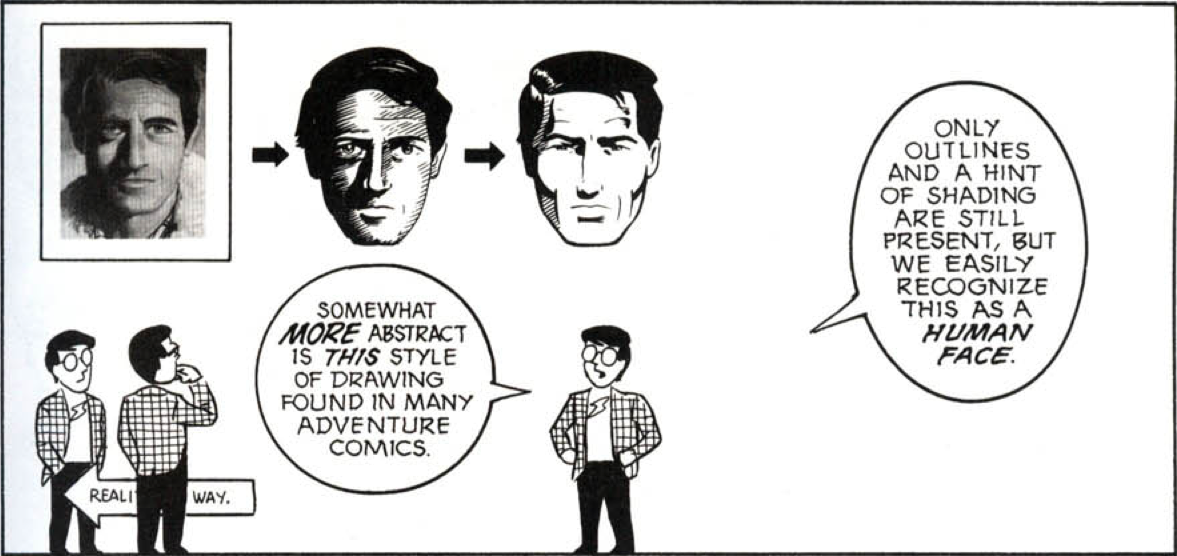 SOMEWHAT
MORE ABSTRACT
IS THIS STYLE
OF DRAWING
FOUND IN MANY
ADVENTURE
COMICS.
ONLY
OUTLINES
AND A HINT
OF SHADING
ARE STILL
PRESENT, BUT
WE EASILY
RECOGNIZE
THIS AS A
HUMAN
FACE.
WAY.